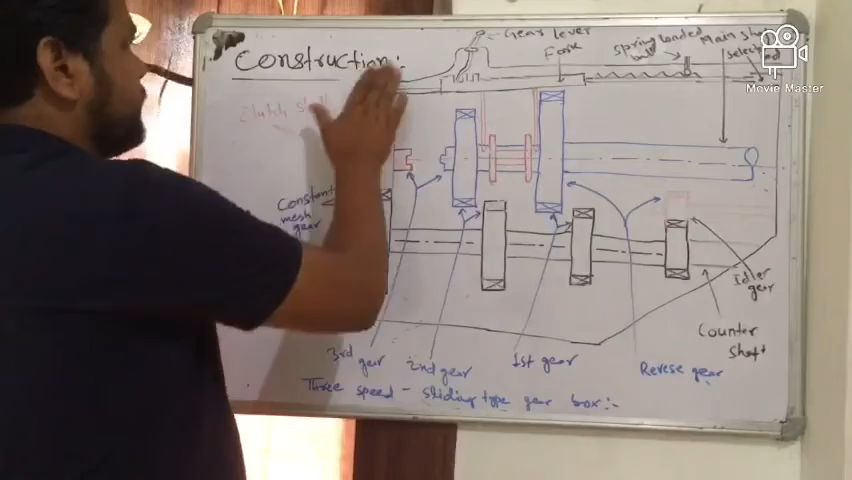 Construction:
Gear lever
Fork
spring loaded
ball
Main shaft
selector
Movie Master
Clutch Shaft
Constant
mesh
gear
Idler
gear
Counter
shaft
3rd gear
2nd gear
1st gear
Revese gear
Three speed - sliding type gear box:-